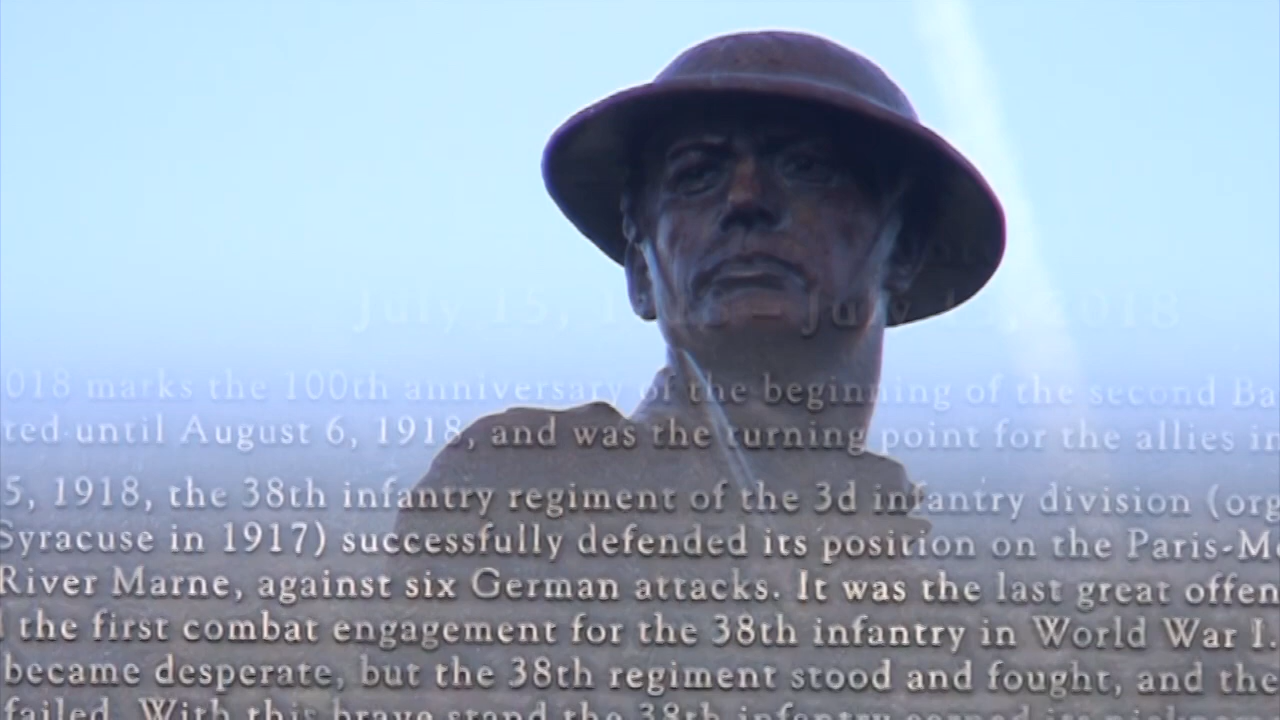 July 15, 1918 – July 15, 2018
018 marks the 100th anniversary of the beginning of the second Ba
ted until August 6, 1918, and was the turning point for the allies in
5, 1918, the 38th infantry regiment of the 3d infantry division (org
Syracuse in 1917) successfully defended its position on the Paris-Me
River Marne, against six German attacks. It was the last great offen
the first combat engagement for the 38th infantry in World War I.
became desperate, but the 38th regiment stood and fought, and the
failed. With this brave stand the 38th infantry earned